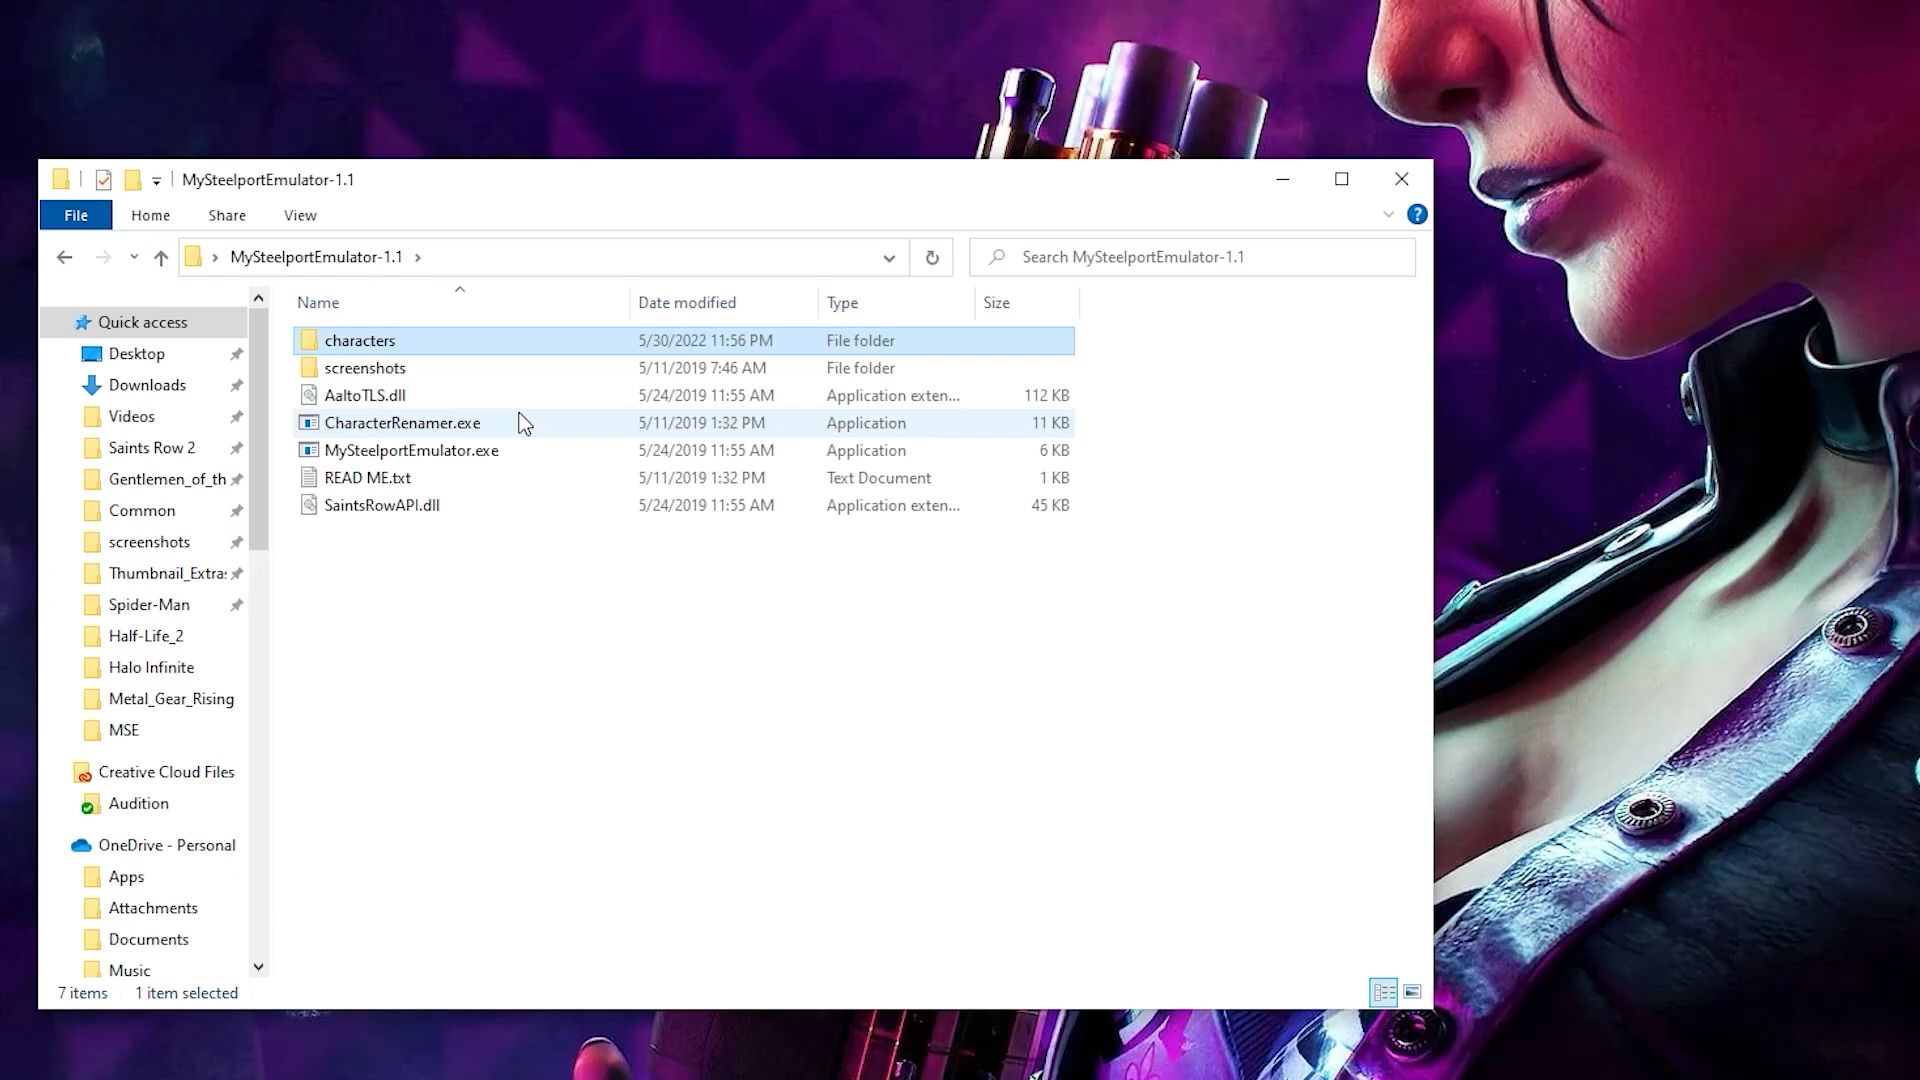 MySteelportEmulator-1.1
File Home Share View
?
MySteelportEmulator-1.1
Search MySteelportEmulator-1.1
Name Date modified Type Size
characters 5/30/2022 11:56 PM File folder
screenshots 5/11/2019 7:46 AM File folder
AaltoTLS.dll 5/24/2019 11:55 AM Application exten... 112 KB
CharacterRenamer.exe 5/11/2019 1:32 PM Application 11 KB
MySteelportEmulator.exe 5/24/2019 11:55 AM Application 6 KB
READ ME.txt 5/11/2019 1:32 PM Text Document 1 KB
SaintsRowAPI.dll 5/24/2019 11:55 AM Application exten... 45 KB
Quick access
Desktop
Downloads
Videos
Saints Row 2
Gentlemen_of_th
Common
screenshots
Thumbnail_Extra
Spider-Man
Half-Life_2
Halo Infinite
Metal_Gear_Rising
MSE
Creative Cloud Files
Audition
OneDrive - Personal
Apps
Attachments
Documents
Music
7 items 1 item selected